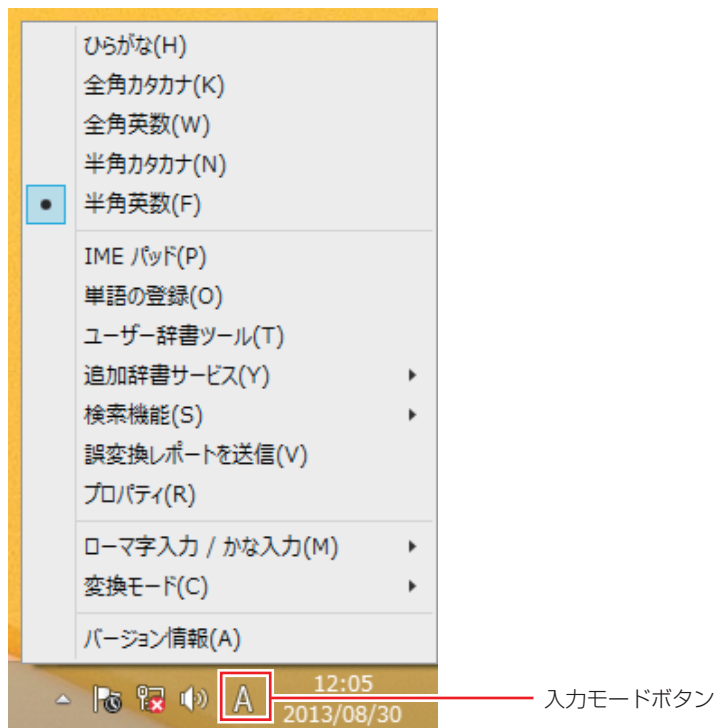 ひらがな(H)
全角カタカナ(K)
全角英数(W)
半角カタカナ(N)
半角英数(F)
IME パッド(P)
単語の登録(O)
ユーザー辞書ツール(T)
追加辞書サービス(Y)
検索機能(S)
誤変換レポートを送信(V)
プロパティ(R)
ローマ字入力 / かな入力(M)
変換モード(C)
バージョン情報(A)
A
12:05
2013/08/30
入力モードボタン